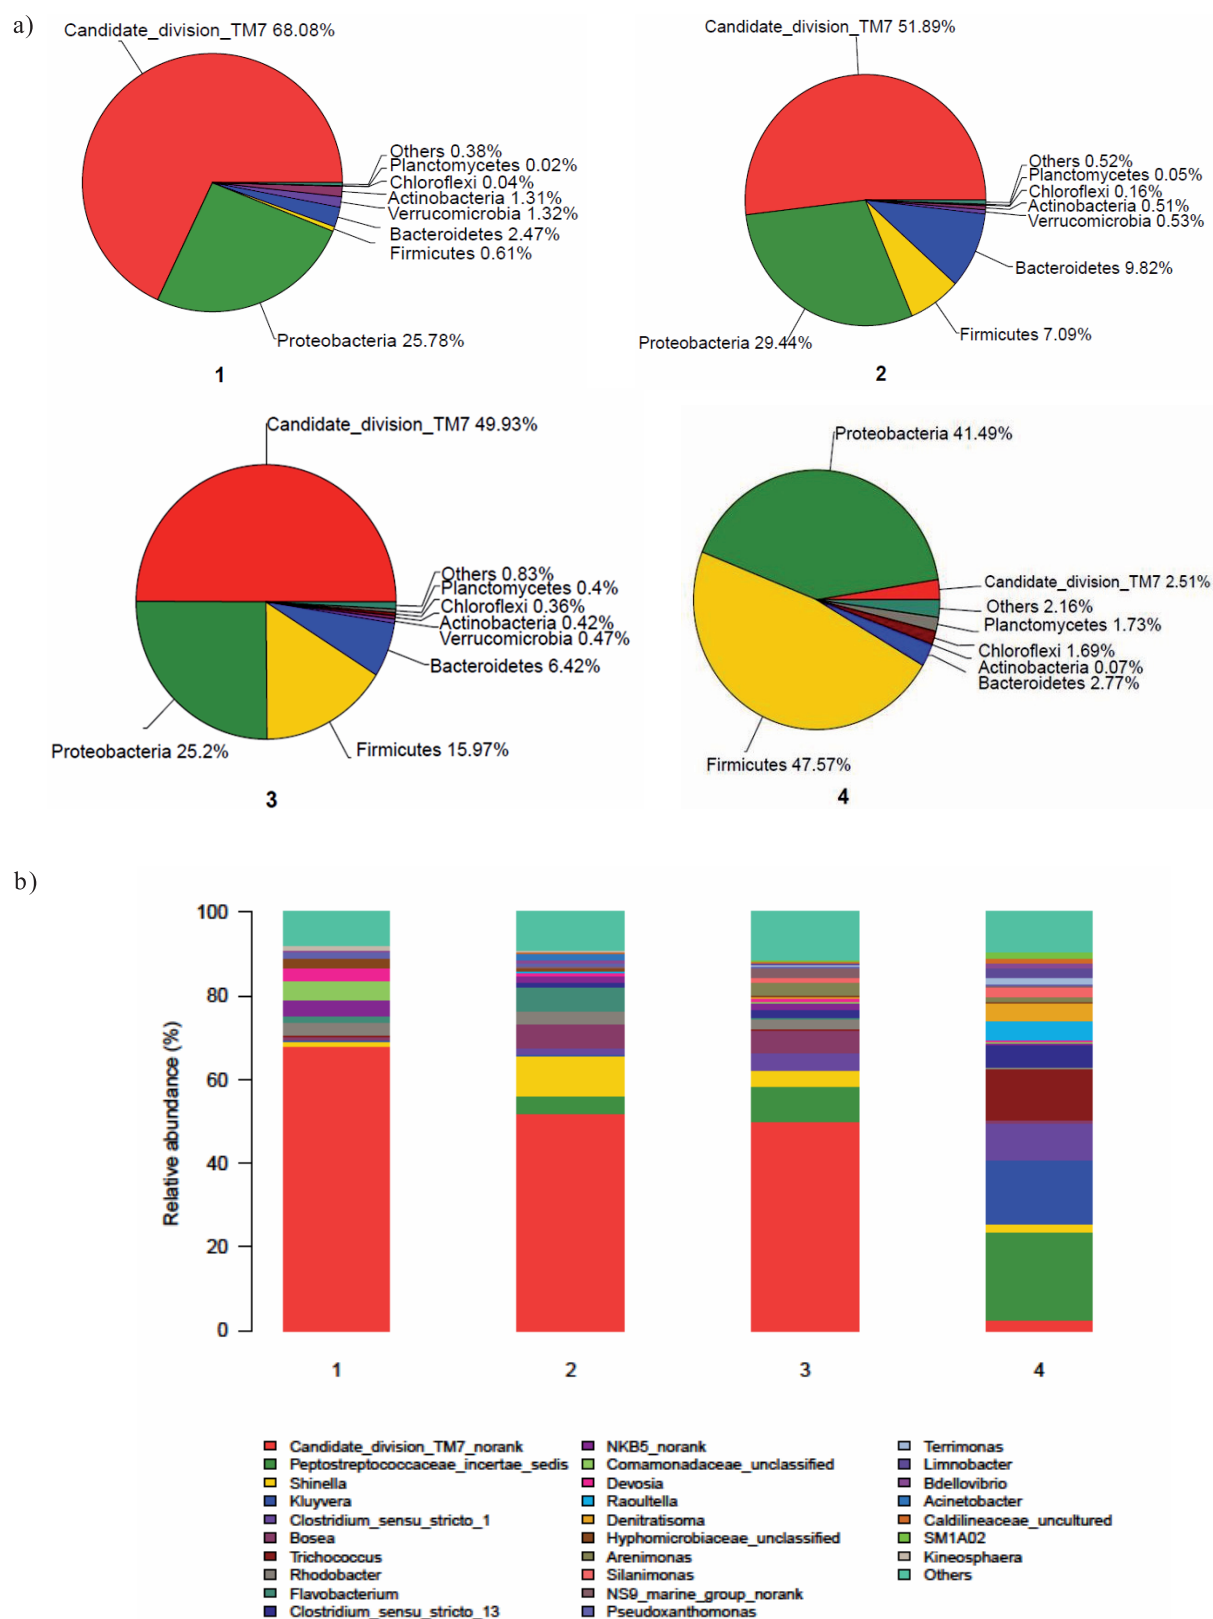 a)
Candidate_division_TM7 68.08%
Others 0.38%
Planctomycetes 0.02%
Chloroflexi 0.04%
Actinobacteria 1.31%
Verrucomicrobia 1.32%
Bacteroidetes 2.47%
Firmicutes 0.61%
Proteobacteria 25.78%
1
Candidate_division_TM7 51.89%
Others 0.52%
Planctomycetes 0.05%
Chloroflexi 0.16%
Actinobacteria 0.51%
Verrucomicrobia 0.53%
Bacteroidetes 9.82%
Firmicutes 7.09%
Proteobacteria 29.44%
2
Candidate_division_TM7 49.93%
Others 0.83%
Planctomycetes 0.4%
Chloroflexi 0.36%
Actinobacteria 0.42%
Verrucomicrobia 0.47%
Bacteroidetes 6.42%
Firmicutes 15.97%
Proteobacteria 25.2%
3
Proteobacteria 41.49%
Candidate_division_TM7 2.51%
Others 2.16%
Planctomycetes 1.73%
Chloroflexi 1.69%
Actinobacteria 0.07%
Bacteroidetes 2.77%
Firmicutes 47.57%
4
b)
Relative abundance (%)
100
80
60
40
20
0
1
2
3
4
Candidate_division_TM7_norank
Peptostreptococcaceae_incertae_sedis
Shinella
Kluyvera
Clostridium_sensu_stricto_1
Bosea
Trichococcus
Rhodobacter
Flavobacterium
Clostridium_sensu_stricto_13
NKB5_norank
Comamonadaceae_unclassified
Devosia
Raoultella
Denitratisoma
Hyphomicrobiaceae_unclassified
Arenimonas
Silanimonas
NS9_marine_group_norank
Pseudoxanthomonas
Terrimonas
Limnobacter
Bdellovibrio
Acinetobacter
Caldilineaceae_uncultured
SM1A02
Kineosphaera
Others